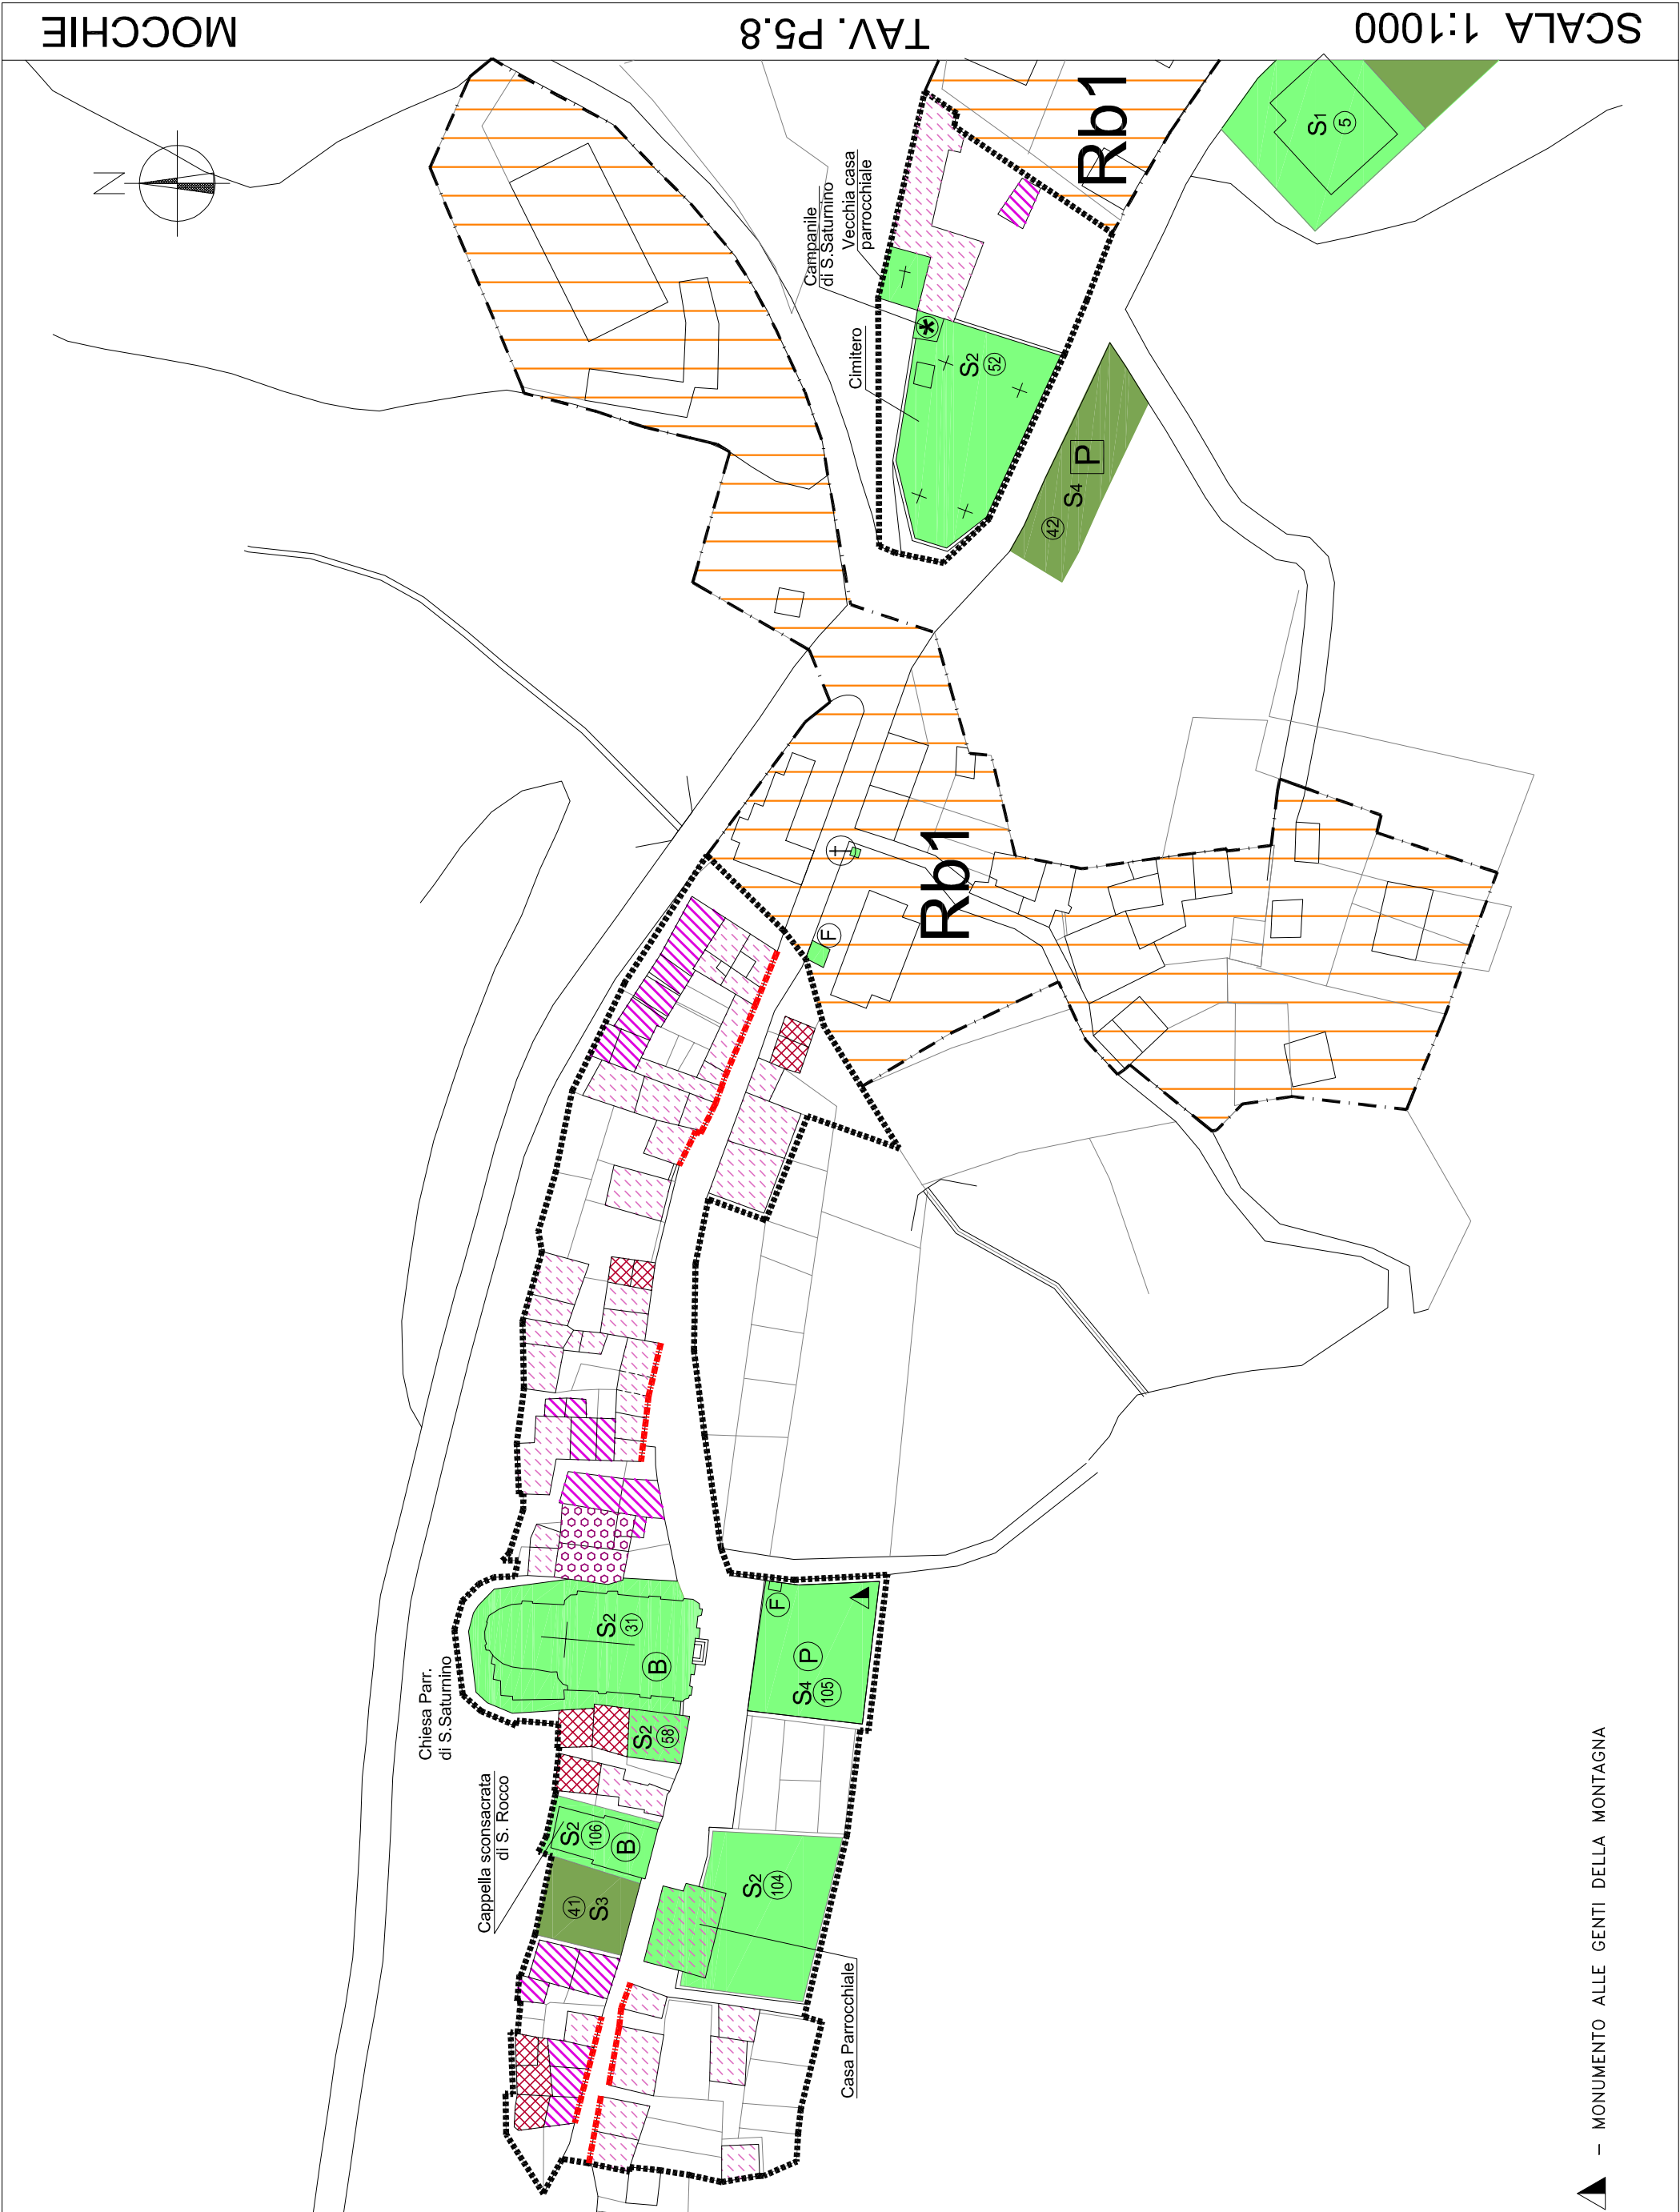 MOCCHIE
TAV. P5.8
SCALA 1:1000
N
Campanile
di S.Saturnino
Vecchia casa
parrocchiale
Cimitero
Rb1
S1
5
*
S2
52
42
S4
P
Rb1
F
Chiesa Parr.
di S.Saturnino
S2
31
B
F
P
S4
105
S2
58
Cappella sconsacrata
di S. Rocco
S2
106
B
41
S3
S2
104
Casa Parrocchiale
– MONUMENTO ALLE GENTI DELLA MONTAGNA